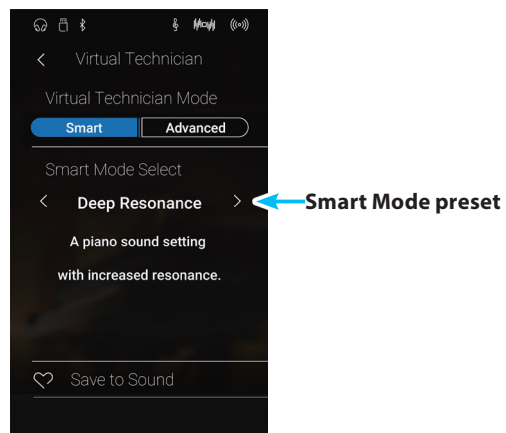 Virtual Technician
Virtual Technician Mode
Smart Advanced
Smart Mode Select
Deep Resonance
Smart Mode preset
A piano sound setting
with increased resonance.
Save to Sound